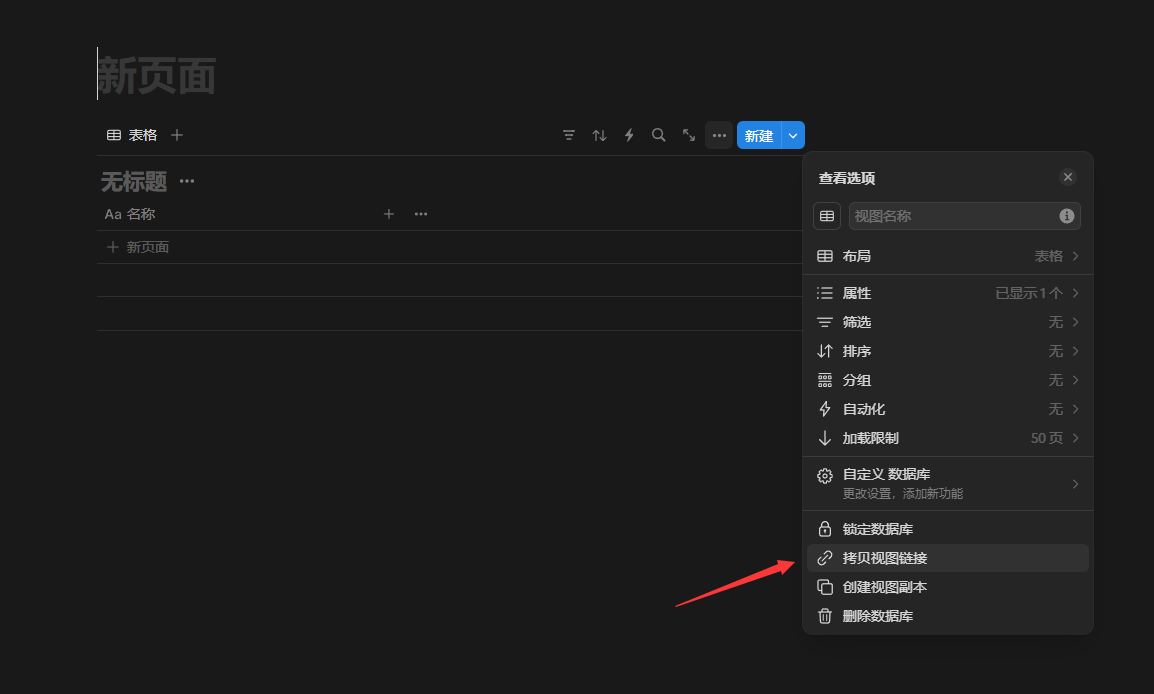 新页面
表格
新建
无标题
Aa 名称
新页面
查看选项
视图名称
布局 表格
属性 已显示 1 个
筛选 无
排序 无
分组 无
自动化 无
加载限制 50 页
自定义 数据库
更改设置，添加新功能
锁定数据库
拷贝视图链接
创建视图副本
删除数据库